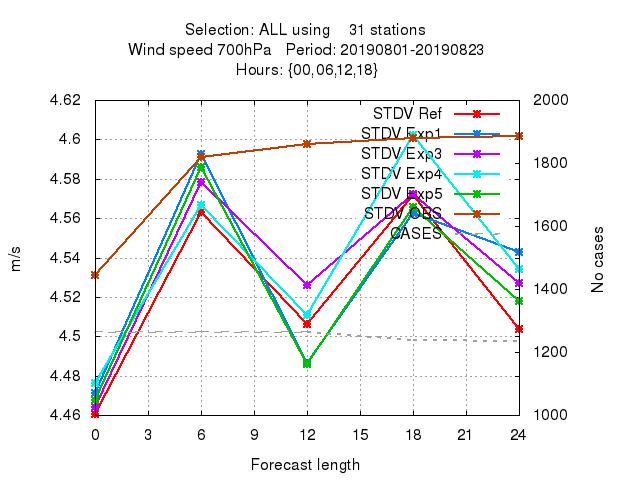 Selection: ALL using    31 stations
Wind speed 700hPa   Period: 20190801-20190823
Hours: {00,06,12,18}
4.62
4.6
4.58
4.56
4.54
4.52
4.5
4.48
4.46
m/s
STDV Ref
STDV Exp1
STDV Exp3
STDV Exp4
STDV Exp5
STDV OBS
CASES
2000
1800
1600
1400
1200
1000
No cases
0 3 6 9 12 15 18 21 24
Forecast length